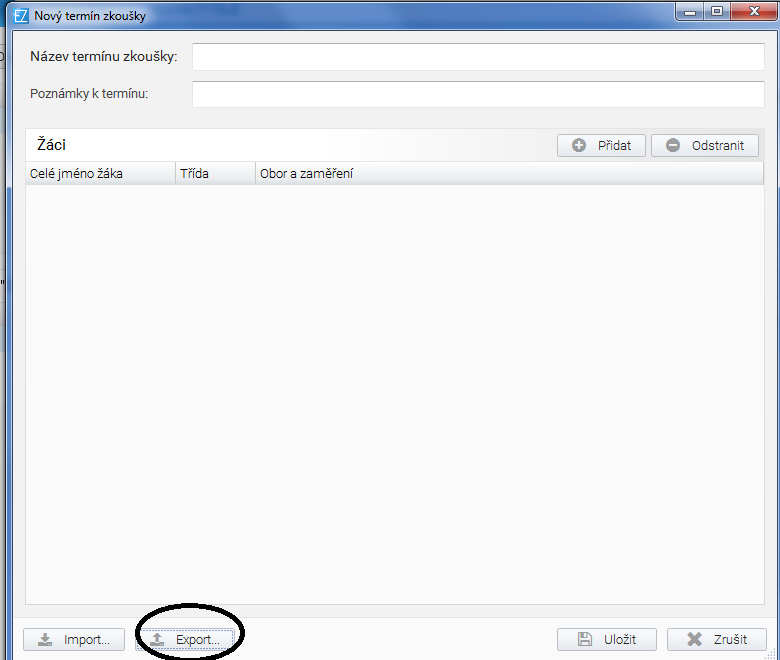 Nový termín zkoušky
Název termínu zkoušky:
Poznámky k termínu:
Žáci Přidat Odstranit
Celé jméno žáka Třída Obor a zaměření
Import... Export... Uložit Zrušit